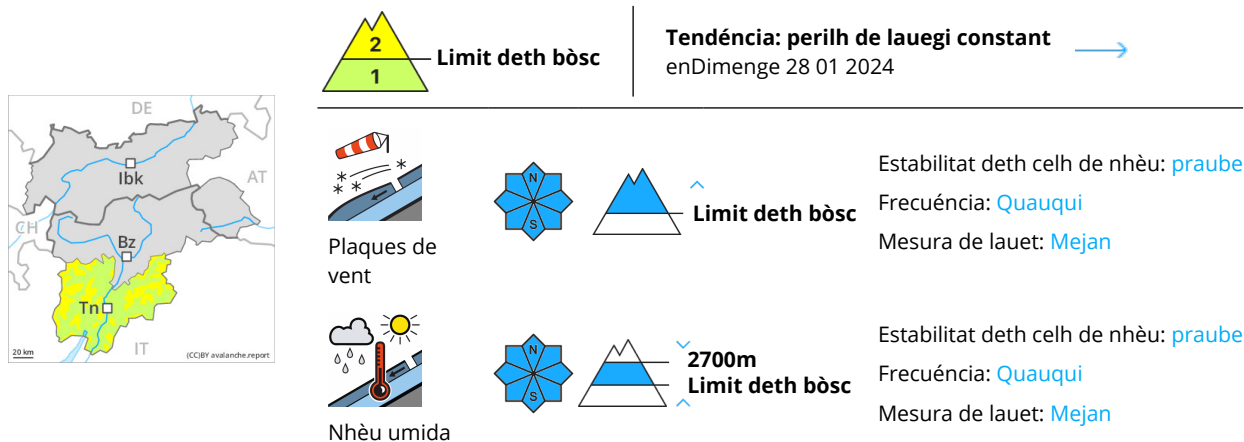 2
1
Limit deth bòsc
Tendéncia: perilh de lauegi constant
enDimenge 28 01 2024
DE
AT
Ibk
CH
Bz
Tn
IT
20 km
(CC)BY avalanche.report
N
S
Limit deth bòsc
Plaques de
vent
Estabilitat deth celh de nhèu: praube
Frecuéncia: Quauqui
Mesura de lauet: Mejan
N
S
2700m
Limit deth bòsc
Nhèu umida
Estabilitat deth celh de nhèu: praube
Frecuéncia: Quauqui
Mesura de lauet: Mejan